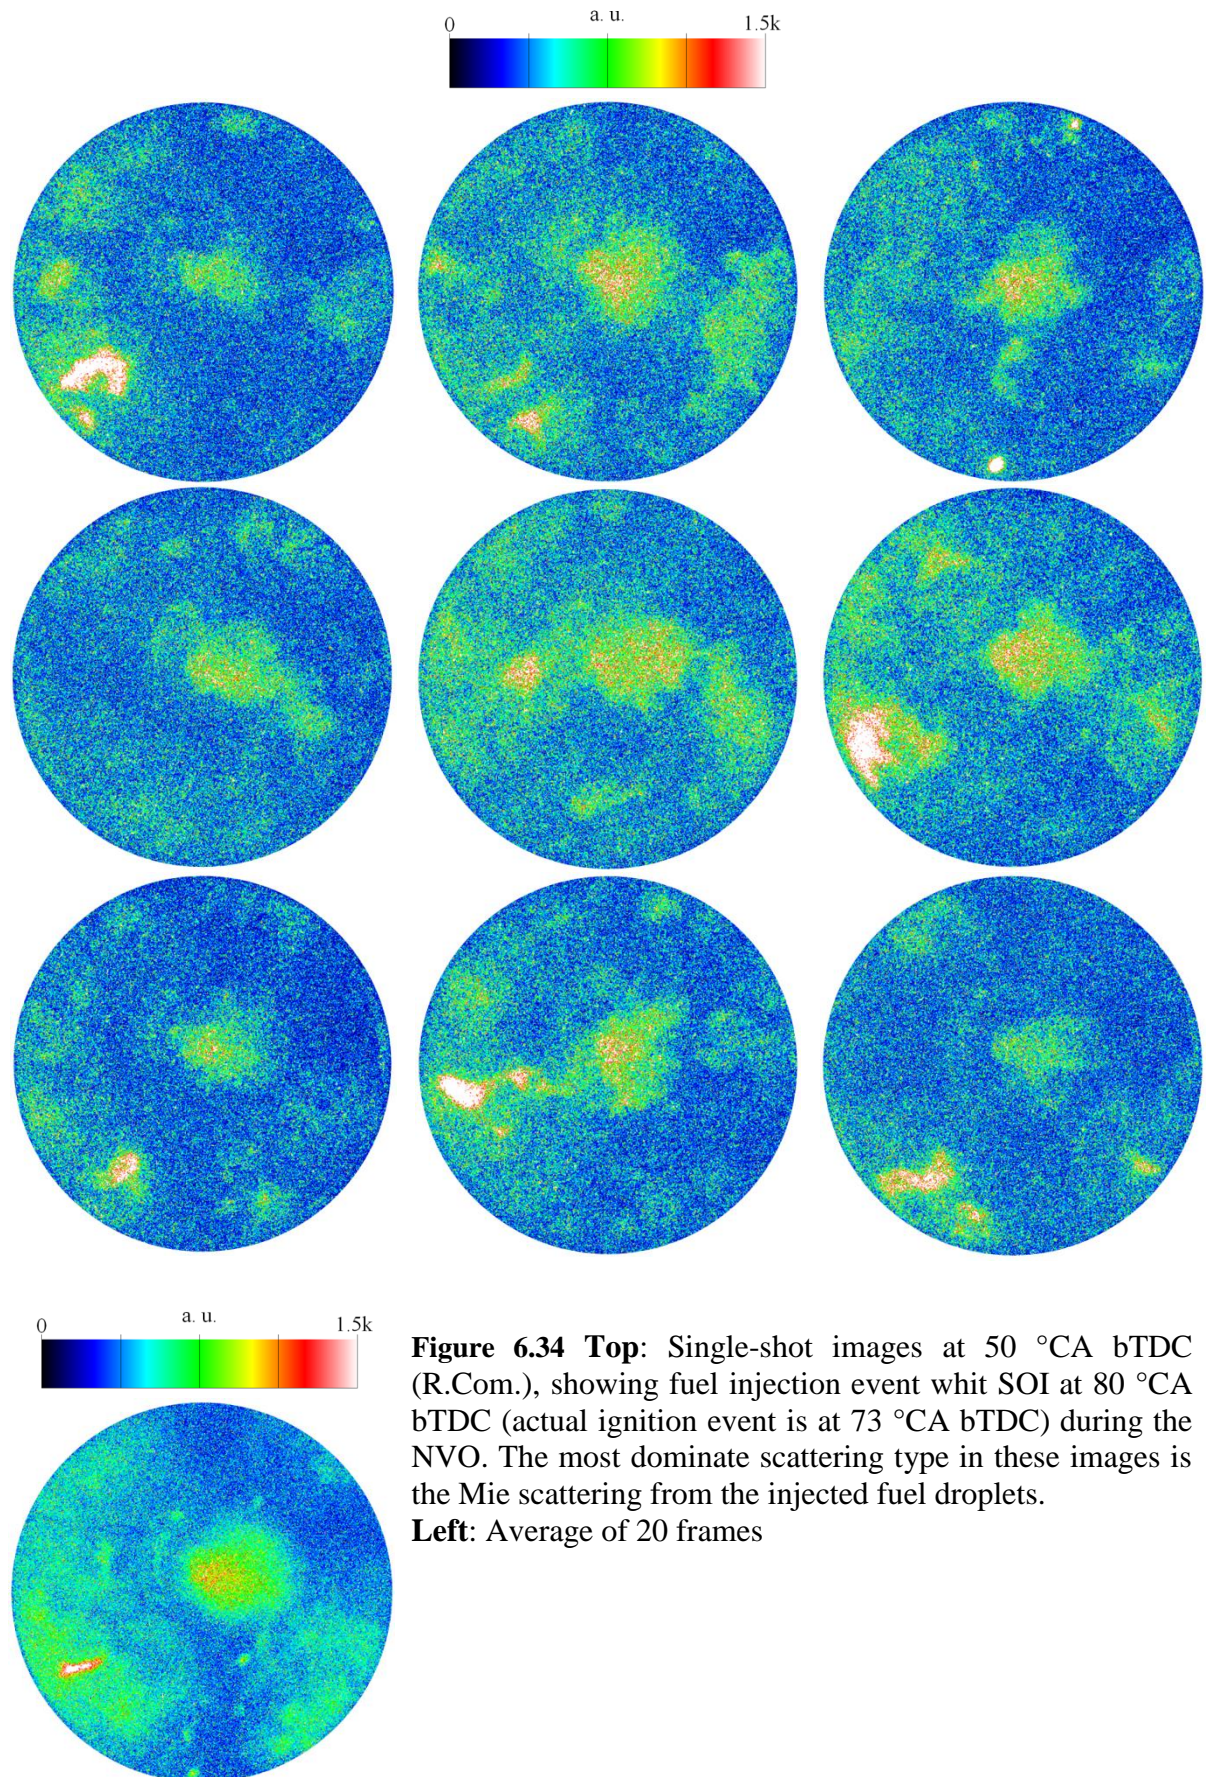 0 a. u. 1.5k
0 a. u. 1.5k
Figure 6.34 Top: Single-shot images at 50 °CA bTDC
(R.Com.), showing fuel injection event whit SOI at 80 °CA
bTDC (actual ignition event is at 73 °CA bTDC) during the
NVO. The most dominate scattering type in these images is
the Mie scattering from the injected fuel droplets.
Left: Average of 20 frames